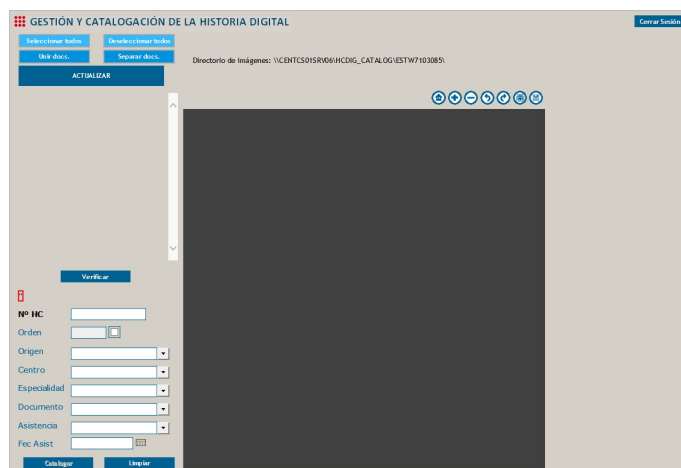 GESTIÓN Y CATALOGACIÓN DE LA HISTORIA DIGITAL
Cerrar Sesión
Seleccionar todos
Deseleccionar todos
Unir docs.
Separar docs.
Directorio de imágenes: \\CENTCS01SRV06\HCDIG_CATALOG\ESTW7103085\
ACTUALIZAR
Verificar
Nº HC
Orden
Origen
Centro
Especialidad
Documento
Asistencia
Fec Asist
Catalogar
Limpiar